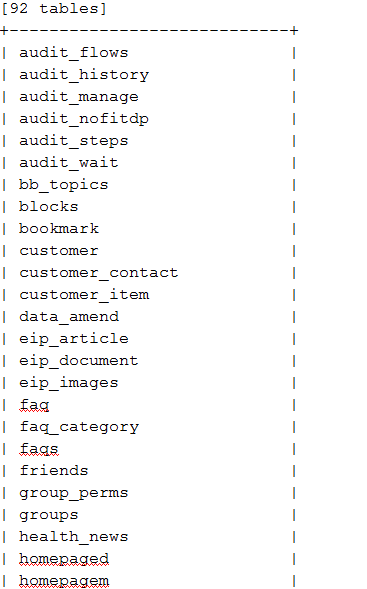 [92 tables]
+----------------------------+
| audit_flows |
| audit_history |
| audit_manage |
| audit_nofitdp |
| audit_steps |
| audit_wait |
| bb_topics |
| blocks |
| bookmark |
| customer |
| customer_contact |
| customer_item |
| data_amend |
| eip_article |
| eip_document |
| eip_images |
| faq |
| faq_category |
| faqs |
| friends |
| group_perms |
| groups |
| health_news |
| homepaged |
| homepagem |